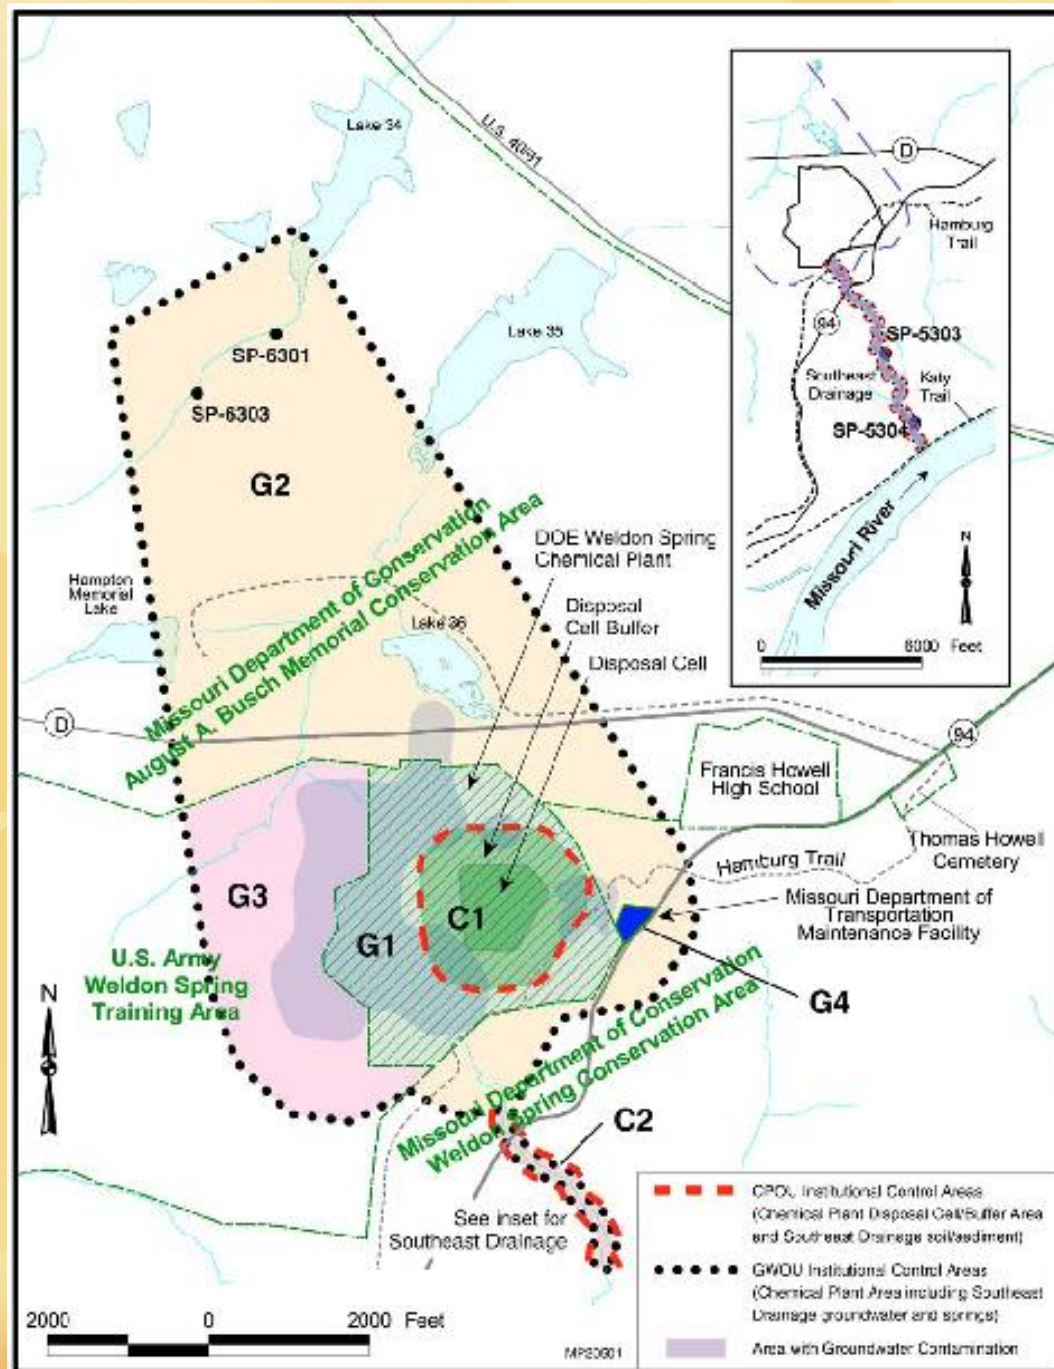 Lake 34
U.S. 40/61
D
Hamburg
Trail
Lake 35
SP-6301
94
SP-5303
SP-6303
Southeast
Drainage
Katy
Trail
SP-5304
G2
Missouri River
N
0 6000 Feet
DOE Weldon Spring
Chemical Plant
Missouri Department of Conservation
August A. Busch Memorial Conservation Area
Hampton
Memorial
Lake
Disposal
Cell Buffer
Lake 36
Disposal Cell
D
94
Francis Howell
High School
Thomas Howell
Cemetery
Hamburg Trail
G3
C1
G1
Missouri Department of
Transportation
Maintenance Facility
U.S. Army
Weldon Spring
Training Area
G4
N
Missouri Department of Conservation
Weldon Spring Conservation Area
C2
See inset for
Southeast Drainage
CPOU Institutional Control Areas
(Chemical Plant Disposal Cell/Buffer Area
and Southeast Drainage soil/sediment)
GWOU Institutional Control Areas
(Chemical Plant Area including Southeast
Drainage groundwater and springs)
Area with Groundwater Contamination
2000 0 2000 Feet
MP20901